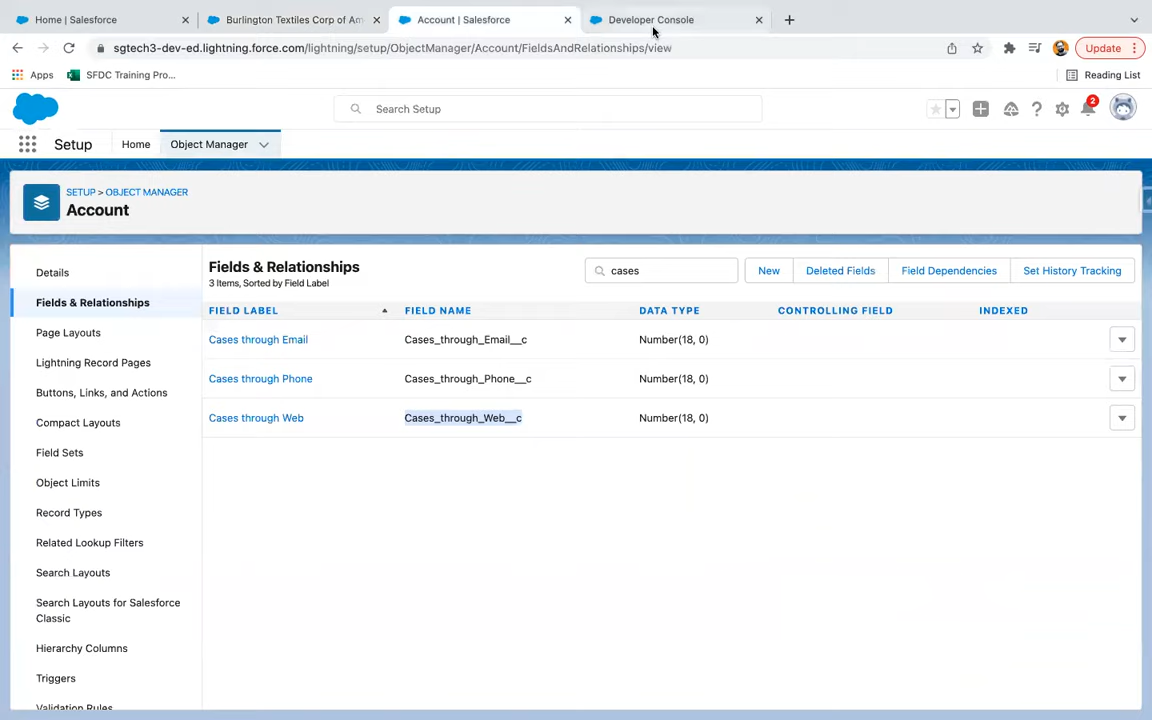 Home | Salesforce
Burlington Textiles Corp of Am
Account | Salesforce
Developer Console
sgtech3-dev-ed.lightning.force.com/lightning/setup/ObjectManager/Account/FieldsAndRelationships/view
Update
Apps
SFDC Training Pro...
Reading List
Search Setup
2
Setup
Home
Object Manager
SETUP > OBJECT MANAGER
Account
Details
Fields & Relationships
Page Layouts
Lightning Record Pages
Buttons, Links, and Actions
Compact Layouts
Field Sets
Object Limits
Record Types
Related Lookup Filters
Search Layouts
Search Layouts for Salesforce
Classic
Hierarchy Columns
Triggers
Validation Rules
Fields & Relationships
3 Items, Sorted by Field Label
cases
New
Deleted Fields
Field Dependencies
Set History Tracking
FIELD LABEL FIELD NAME DATA TYPE CONTROLLING FIELD INDEXED
Cases through Email Cases_through_Email__c Number(18, 0)
Cases through Phone Cases_through_Phone__c Number(18, 0)
Cases through Web Cases_through_Web__c Number(18, 0)